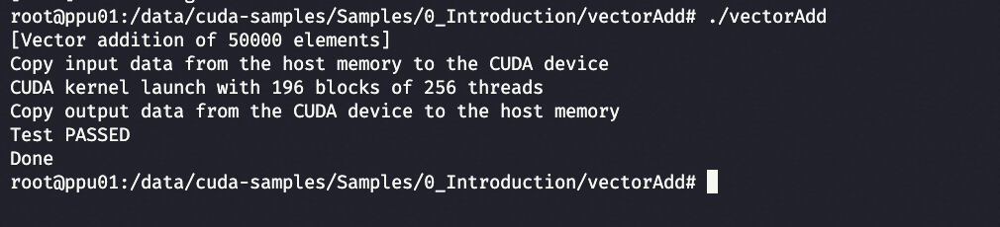 root@ppu01:/data/cuda-samples/Samples/0_Introduction/vectorAdd# ./vectorAdd
[Vector addition of 50000 elements]
Copy input data from the host memory to the CUDA device
CUDA kernel launch with 196 blocks of 256 threads
Copy output data from the CUDA device to the host memory
Test PASSED
Done
root@ppu01:/data/cuda-samples/Samples/0_Introduction/vectorAdd#